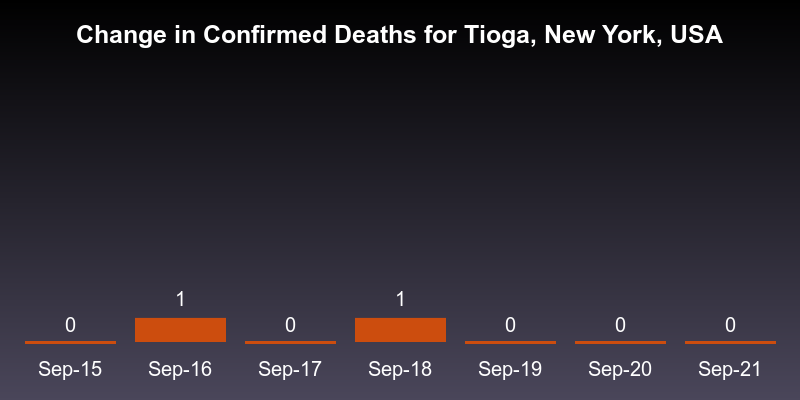 Change in Confirmed Deaths for Tioga, New York, USA
1 1
0 0 0 0 0
Sep-15 Sep-16 Sep-17 Sep-18 Sep-19 Sep-20 Sep-21